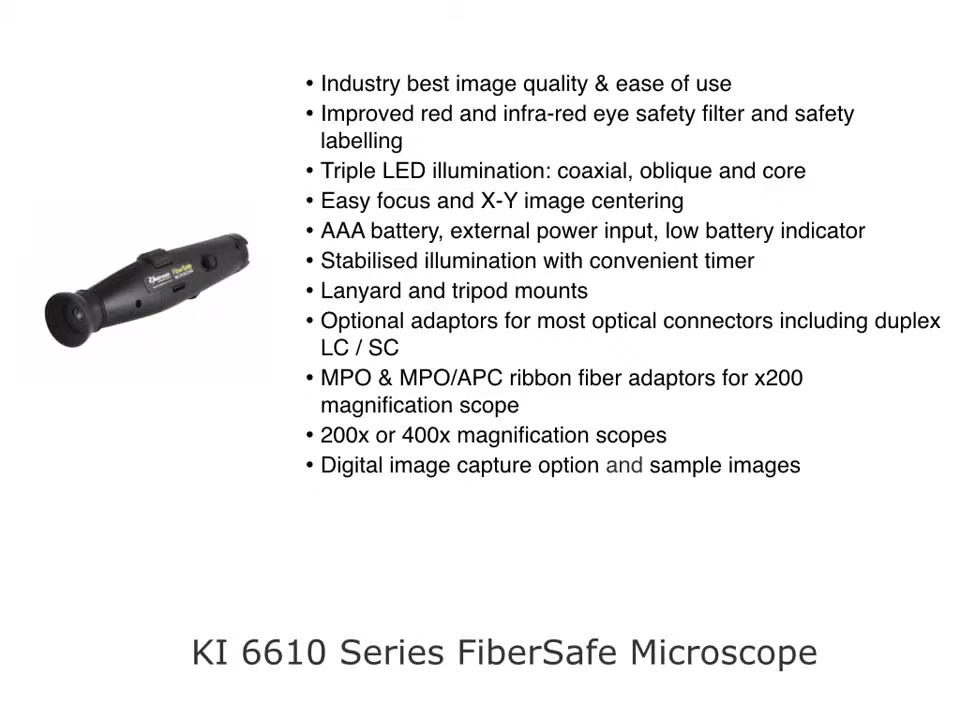 • Industry best image quality & ease of use
• Improved red and infra-red eye safety filter and safety
labelling
• Triple LED illumination: coaxial, oblique and core
• Easy focus and X-Y image centering
• AAA battery, external power input, low battery indicator
• Stabilised illumination with convenient timer
• Lanyard and tripod mounts
• Optional adaptors for most optical connectors including duplex
LC / SC
• MPO & MPO/APC ribbon fiber adaptors for x200
magnification scope
• 200x or 400x magnification scopes
• Digital image capture option and sample images
FiberSafe
KI 6610 Series FiberSafe Microscope